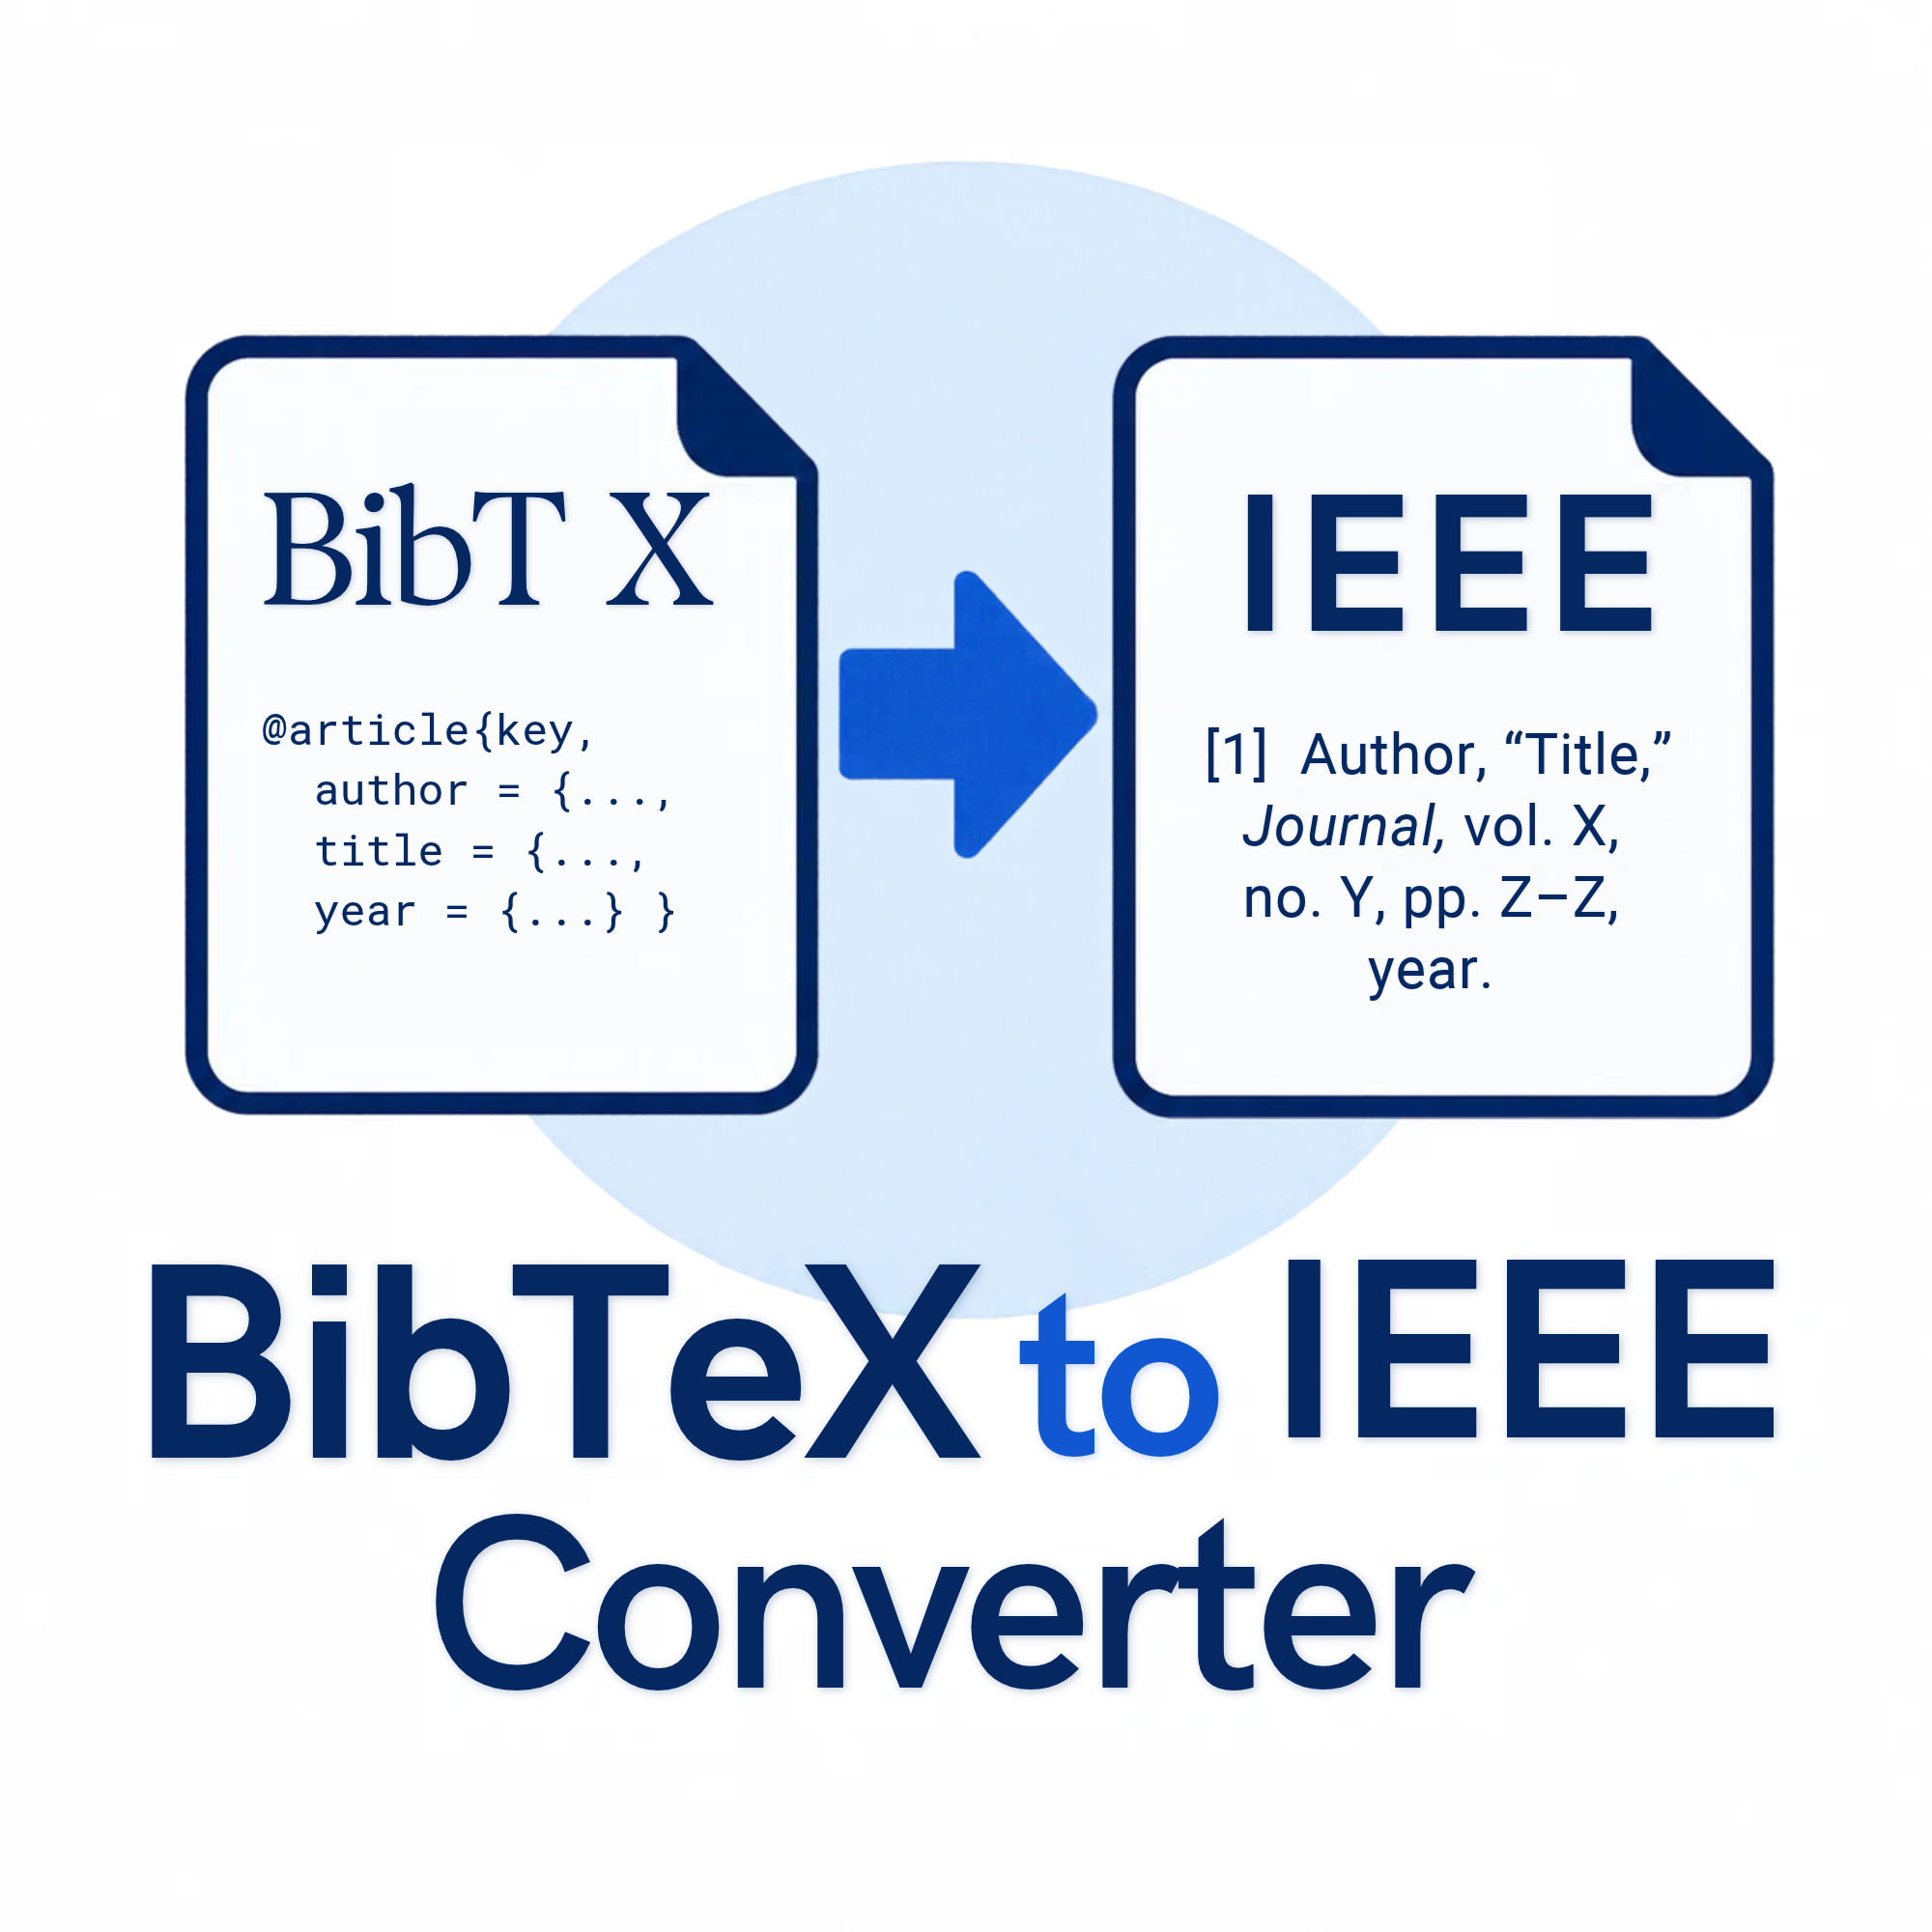 BibT X
@article{key,
author = {...,
title = {...,
year = {...} }
IEEE
[1] Author, “Title,”
Journal, vol. X,
no. Y, pp. Z–Z,
year.
BibTeX to IEEE
Converter